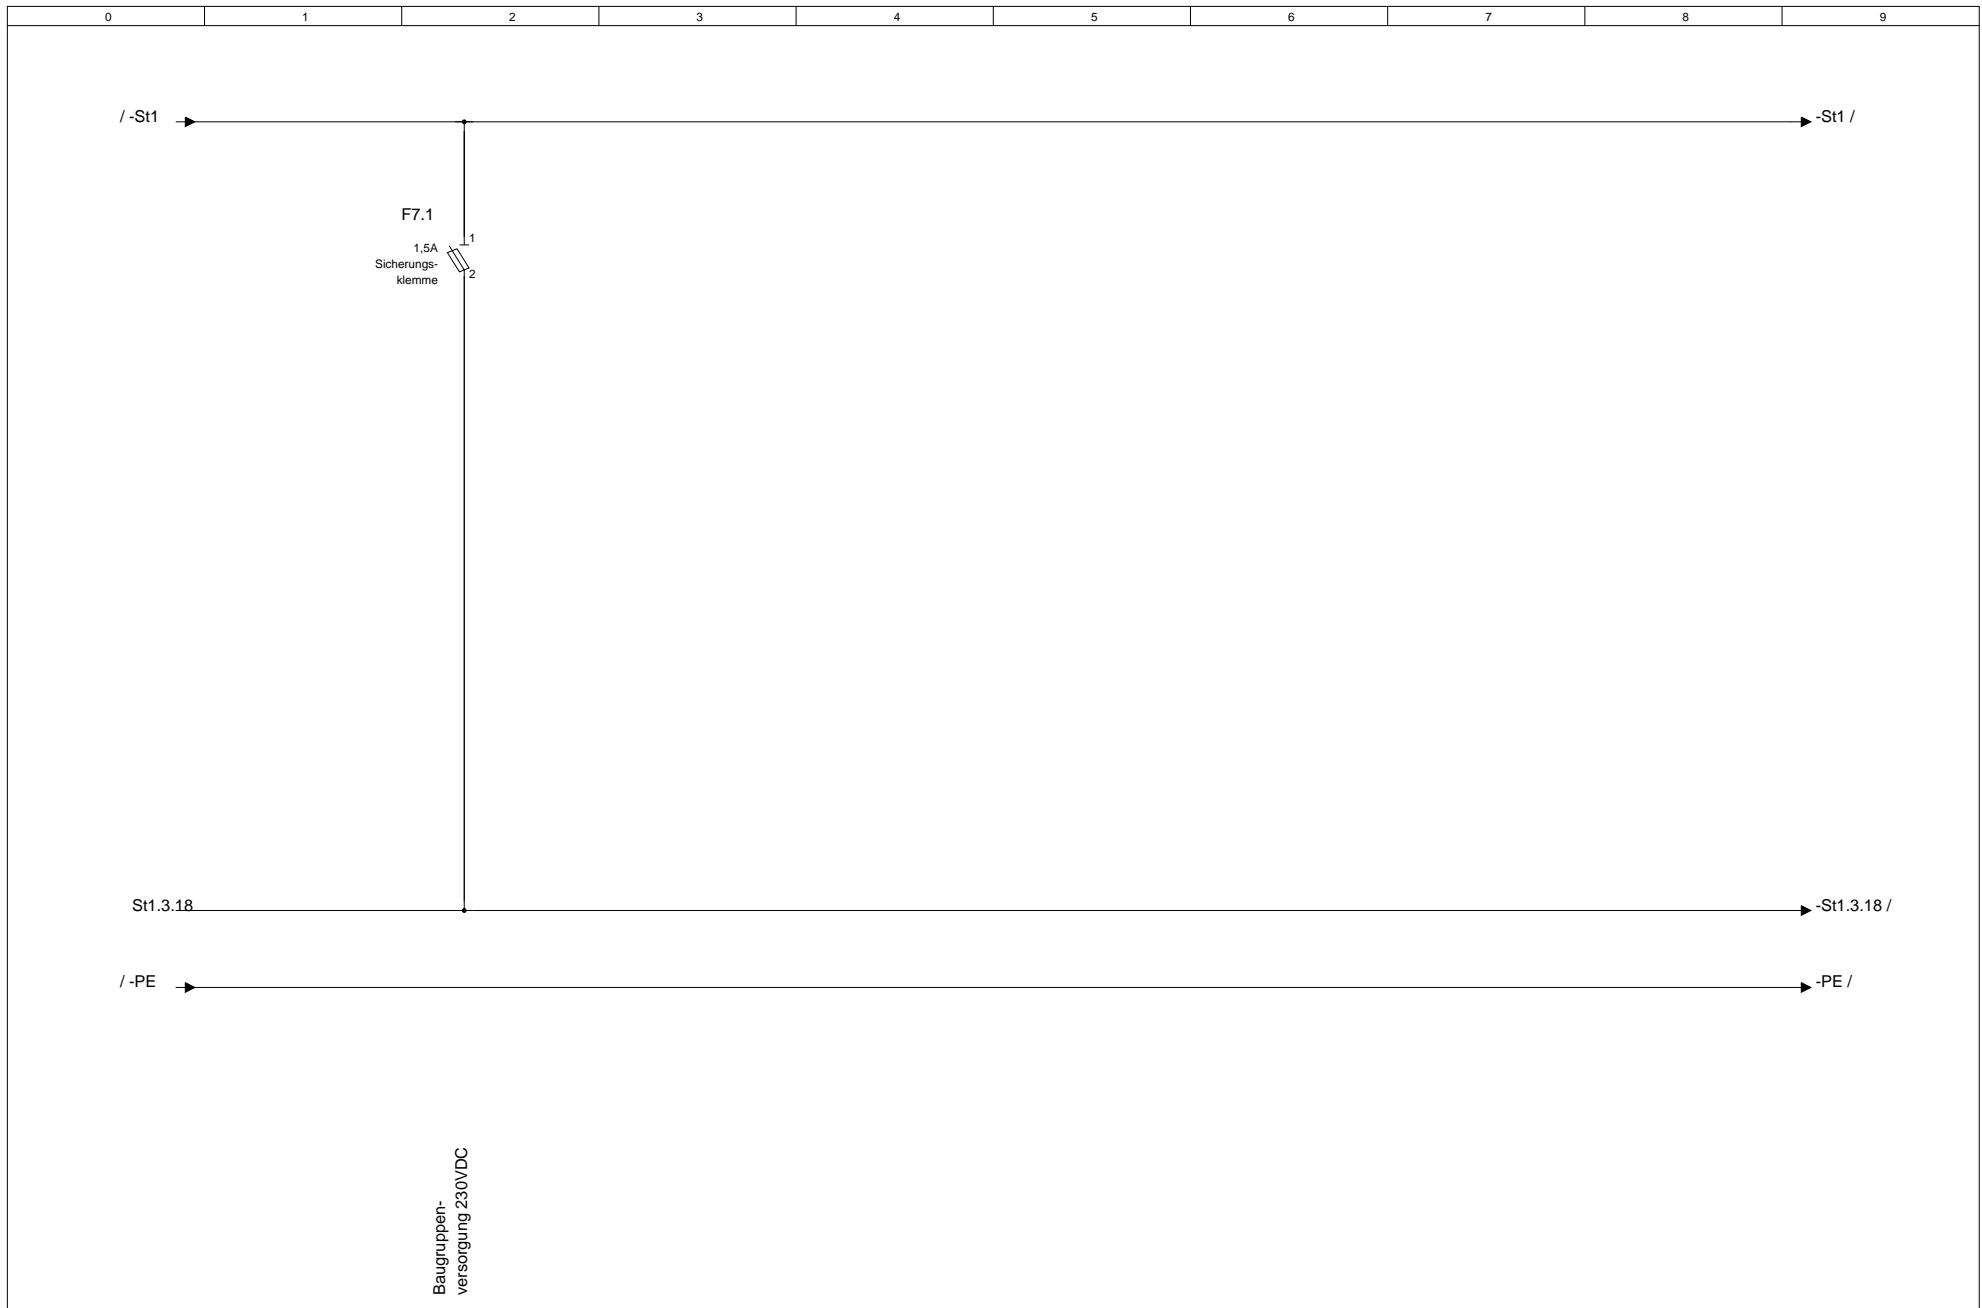 0 1 2 3 4 5 6 7 8 9
/ -St1
-St1 /
F7.1
1
1,5A
Sicherungs-
klemme
2
St1.3.18
-St1.3.18 /
/ -PE
-PE /
Baugruppen-
versorgung 230VDC